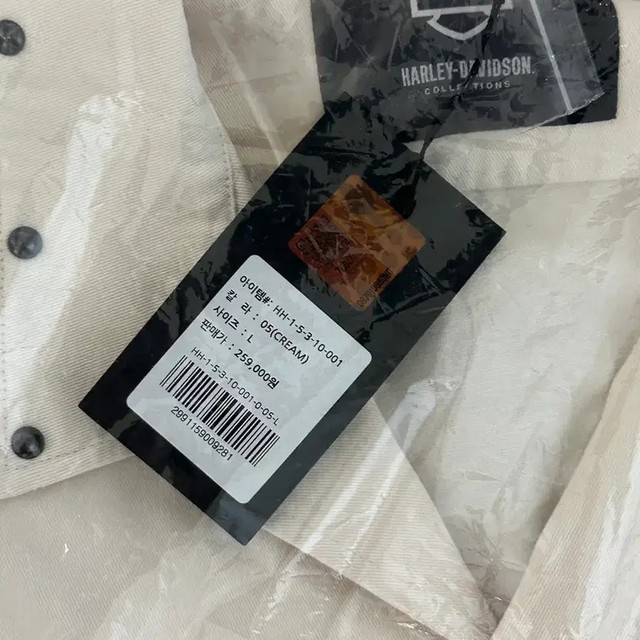 HARLEY-DAVIDSON
COLLECTIONS
아이템#: HH-1-5-3-10-001
칼 라 : 05(CREAM)
사이즈 : L
판매가 : 259,000원
HH-1-5-3-10-001-0-05-L
2991159009281